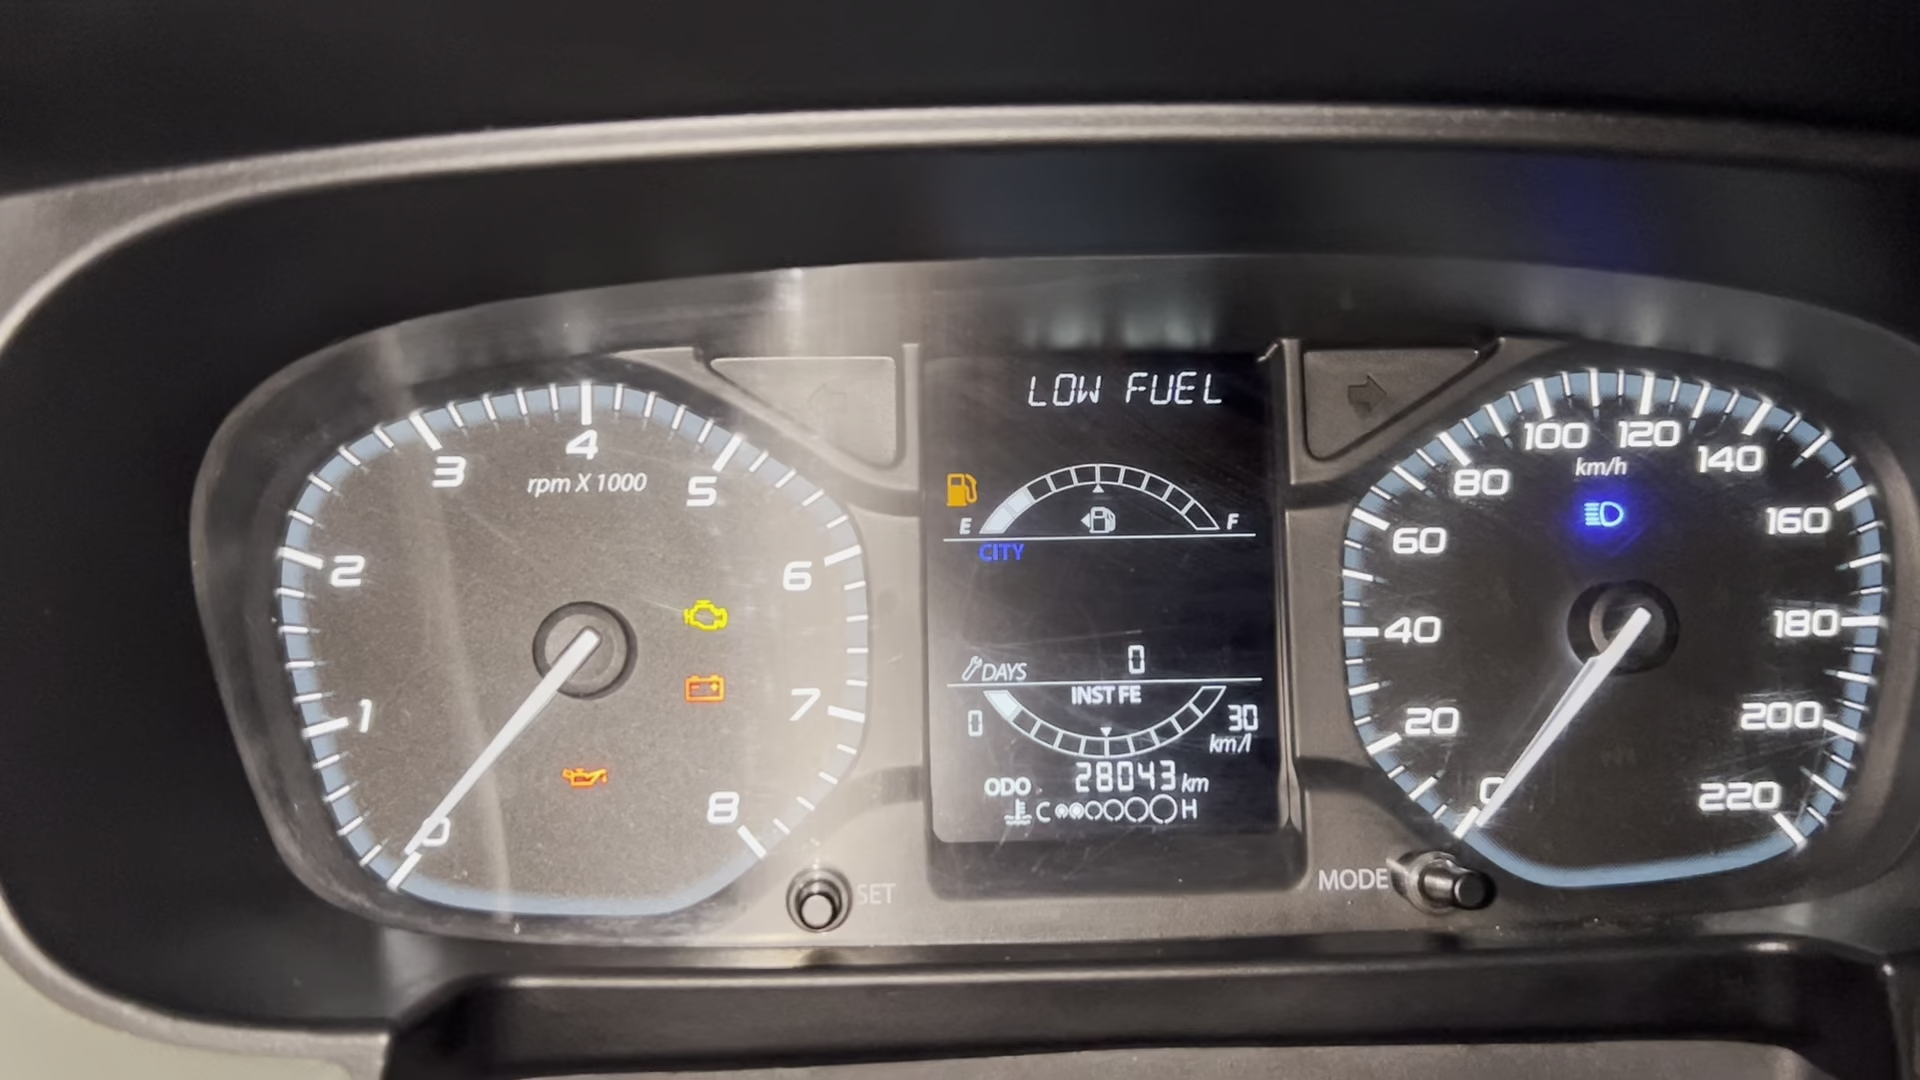 LOW FUEL
E F
CITY
DAYS 0
INST FE
0 30
km/l
ODO 28043 km
C H
0
1
2
3
4
5
6
7
8
rpm X 1000
0
20
40
60
80
100
120
140
160
180
200
220
km/h
SET
MODE